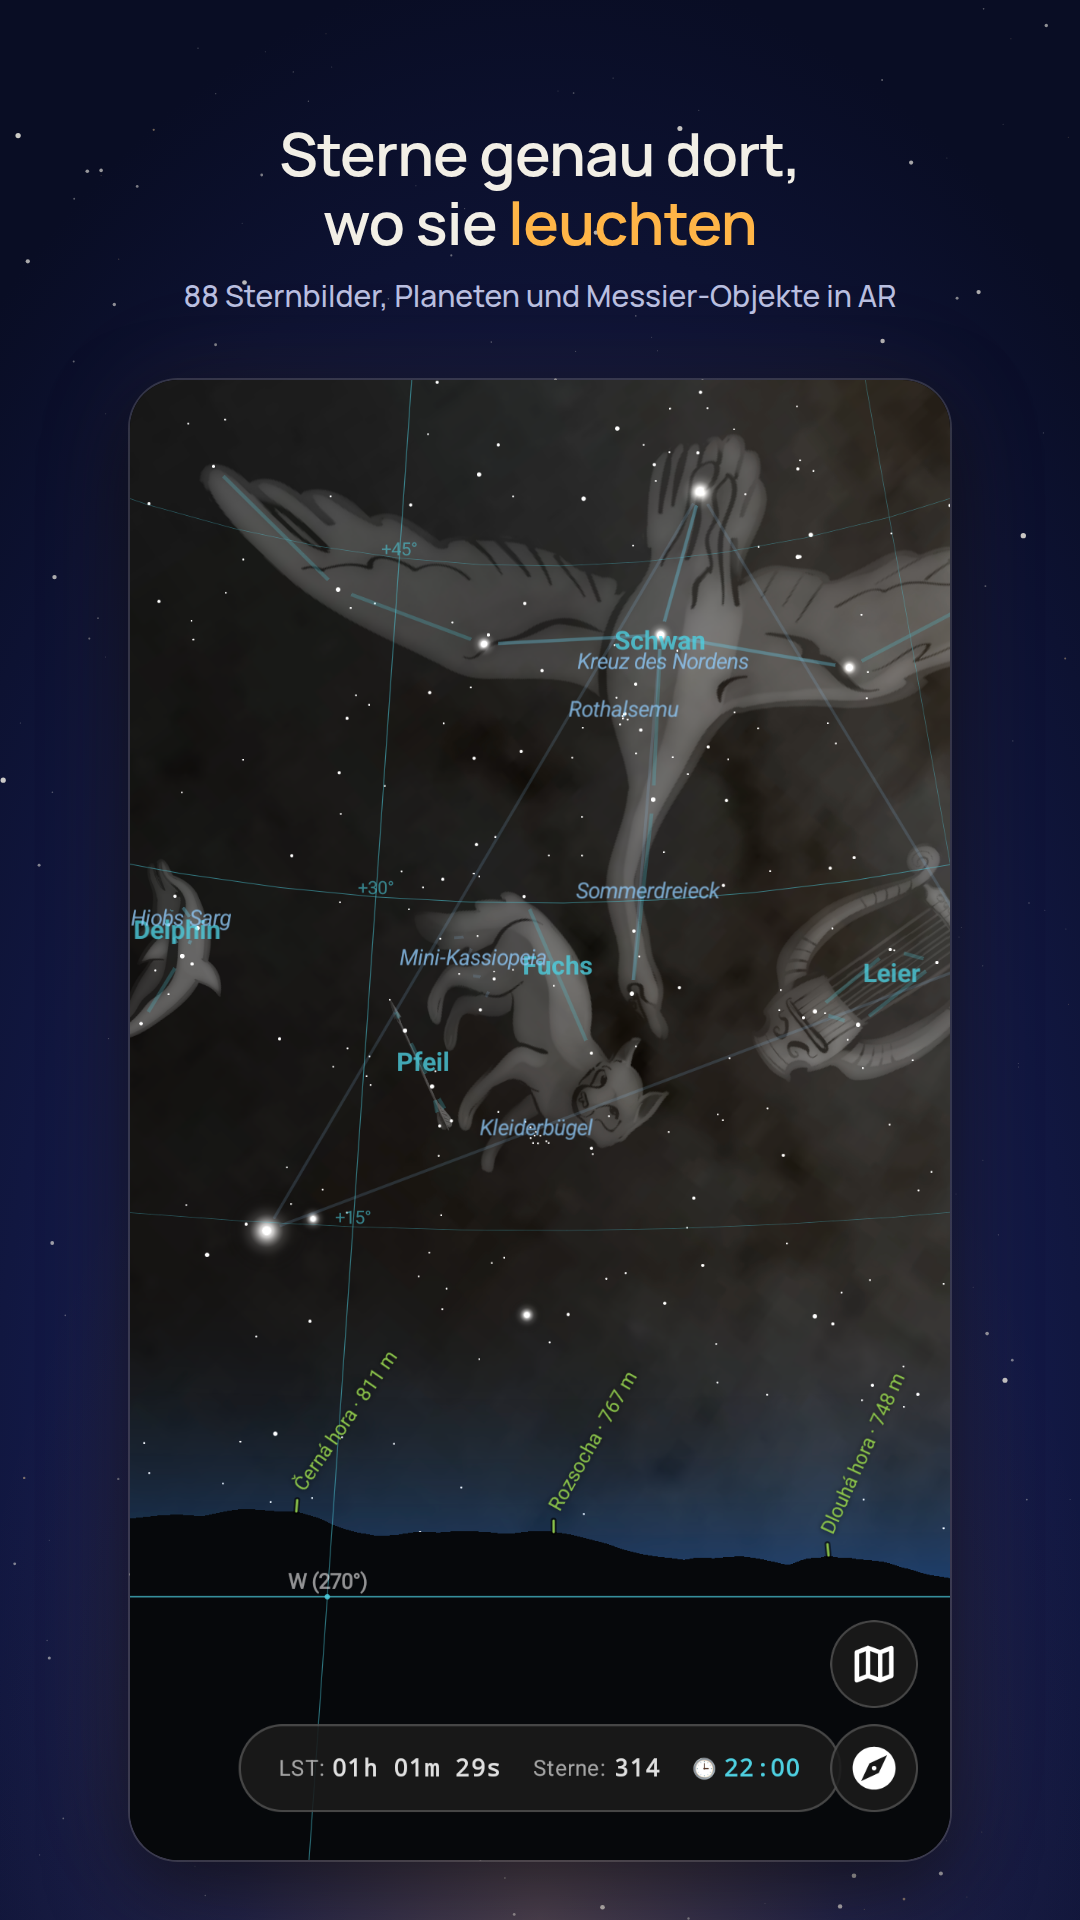 Sterne genau dort,
wo sie leuchten
88 Sternbilder, Planeten und Messier-Objekte in AR
+45°
Schwan
Kreuz des Nordens
Rothalsemu
+30°
Sommerdreieck
Hiobs Sarg
Delphin
Mini-Kassiopeia
Fuchs
Leier
Pfeil
Kleiderbügel
+15°
Černá hora · 811 m
Rozsocha · 767 m
Dlouhá hora · 748 m
W (270°)
LST: 01h 01m 29s Sterne: 314 22:00